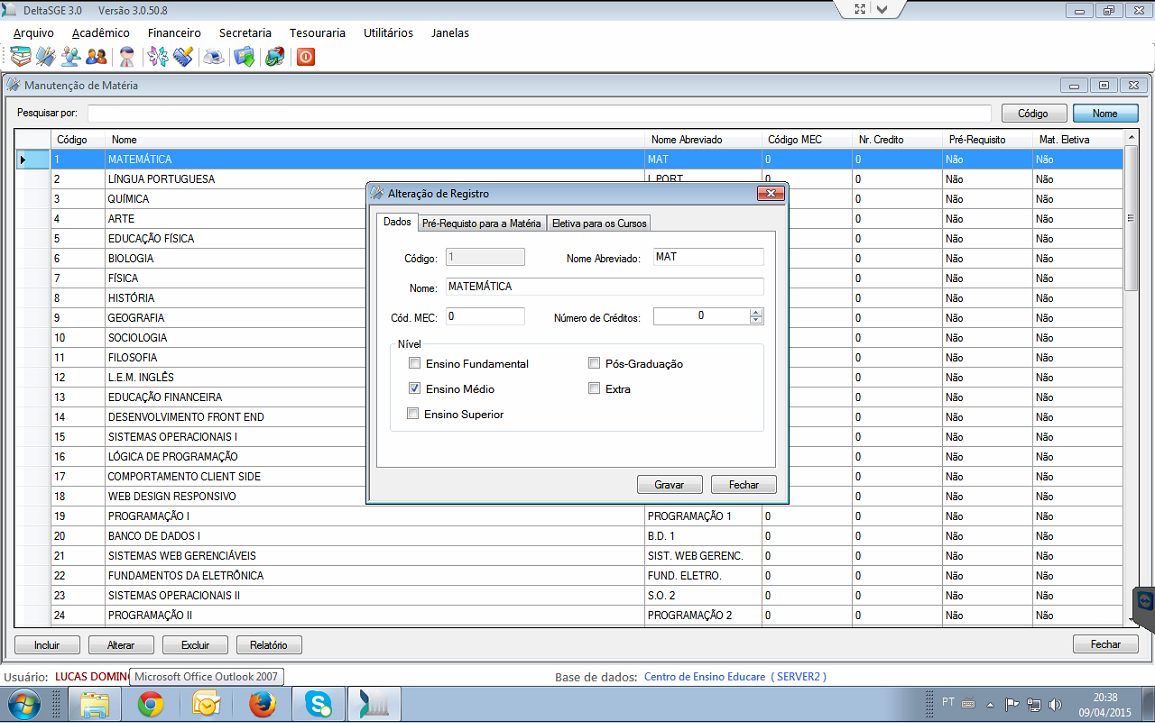 DeltaSGE 3.0 Versão 3.0.50.8
Arquivo Acadêmico Financeiro Secretaria Tesouraria Utilitários Janelas
Manutenção de Matéria
Pesquisar por: Código Nome
Código Nome Nome Abreviado Código MEC Nr. Credito Pré-Requisito Mat. Eletiva
1 MATEMÁTICA MAT 0 0 Não Não
2 LÍNGUA PORTUGUESA L.PORT 0 0 Não Não
3 QUÍMICA 0 Não Não
4 ARTE 0 Não Não
5 EDUCAÇÃO FÍSICA 0 Não Não
6 BIOLOGIA 0 Não Não
7 FÍSICA 0 Não Não
8 HISTÓRIA 0 Não Não
9 GEOGRAFIA 0 Não Não
10 SOCIOLOGIA 0 Não Não
11 FILOSOFIA 0 Não Não
12 L.E.M. INGLÊS 0 Não Não
13 EDUCAÇÃO FINANCEIRA 0 Não Não
14 DESENVOLVIMENTO FRONT END 0 Não Não
15 SISTEMAS OPERACIONAIS I 0 Não Não
16 LÓGICA DE PROGRAMAÇÃO 0 Não Não
17 COMPORTAMENTO CLIENT SIDE 0 Não Não
18 WEB DESIGN RESPONSIVO 0 Não Não
19 PROGRAMAÇÃO I PROGRAMAÇÃO 1 0 0 Não Não
20 BANCO DE DADOS I B.D. 1 0 0 Não Não
21 SISTEMAS WEB GERENCIÁVEIS SIST. WEB GERENC. 0 0 Não Não
22 FUNDAMENTOS DA ELETRÔNICA FUND. ELETRO. 0 0 Não Não
23 SISTEMAS OPERACIONAIS II S.O. 2 0 0 Não Não
24 PROGRAMAÇÃO II PROGRAMAÇÃO 2 0 0 Não Não
Alteração de Registro
Dados Pré-Requisto para a Matéria Eletiva para os Cursos
Código: 1 Nome Abreviado: MAT
Nome: MATEMÁTICA
Cód. MEC: 0 Número de Créditos: 0
Nível
Ensino Fundamental Pós-Graduação
Ensino Médio Extra
Ensino Superior
Gravar Fechar
Incluir Alterar Excluir Relatório Fechar
Usuário: LUCAS DOMIN Microsoft Office Outlook 2007 Base de dados: Centro de Ensino Educare ( SERVER2 )
PT 20:38
09/04/2015